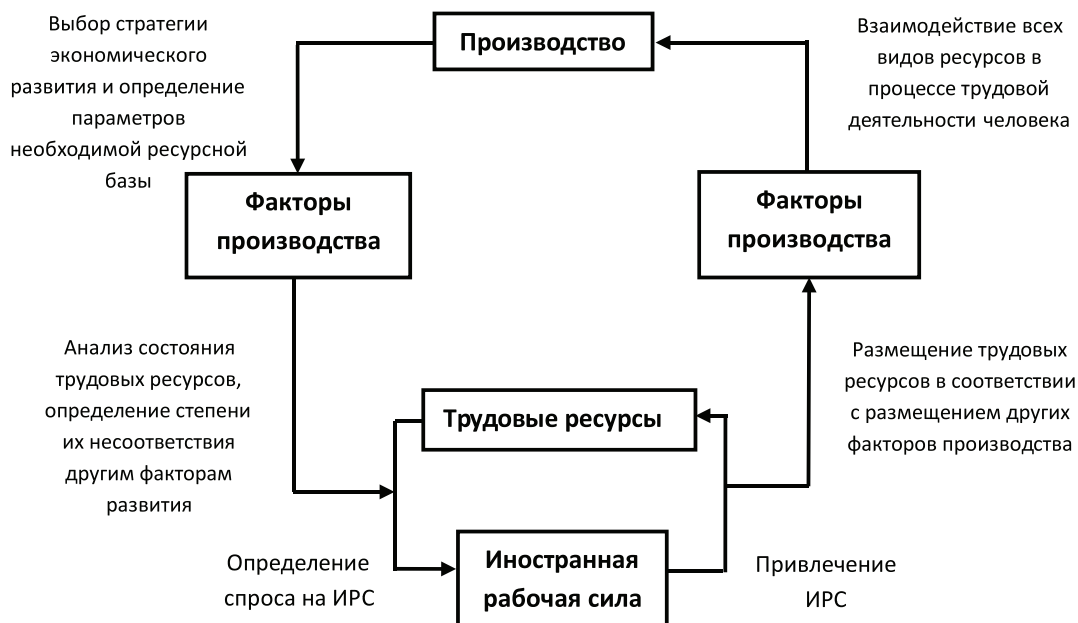 Выбор стратегии
экономического
развития и определение
параметров
необходимой ресурсной
базы
Производство
Взаимодействие всех
видов ресурсов в
процессе трудовой
деятельности человека
Факторы
производства
Факторы
производства
Анализ состояния
трудовых ресурсов,
определение степени
их несоответствия
другим факторам
развития
Трудовые ресурсы
Размещение трудовых
ресурсов в соответствии
с размещением других
факторов производства
Определение
спроса на ИРС
Иностранная
рабочая сила
Привлечение
ИРС